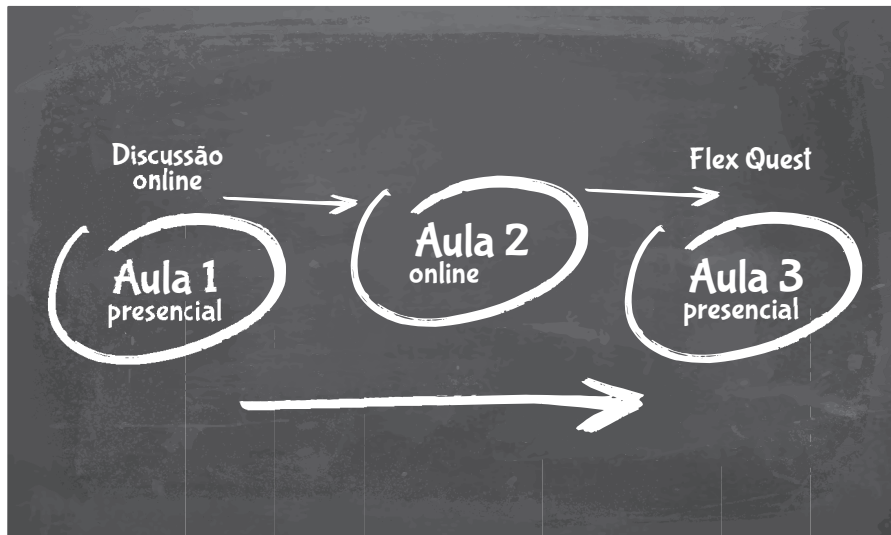 Discussão
online
Aula 1
presencial
Aula 2
online
Flex Quest
Aula 3
presencial